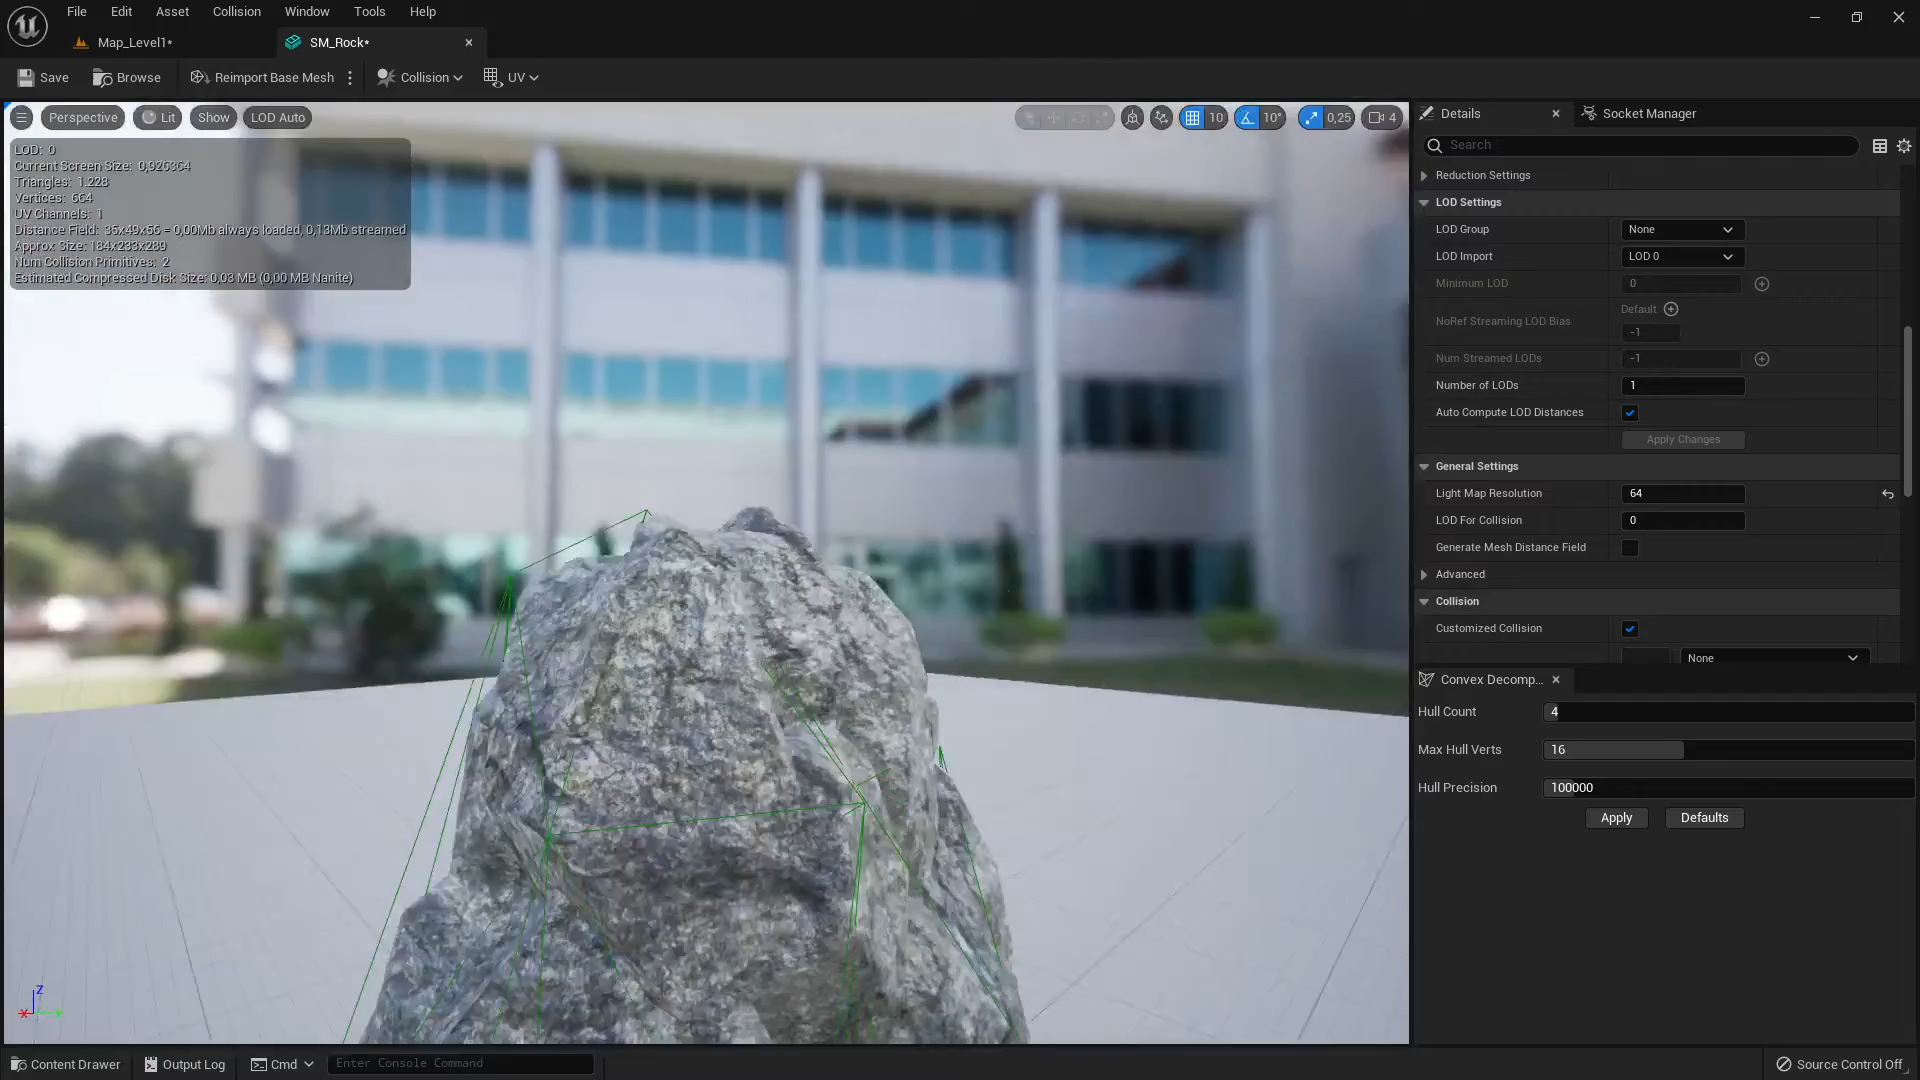 File Edit Asset Collision Window Tools Help
Map_Level1*
SM_Rock*
Save
Browse
Reimport Base Mesh
Collision
UV
Perspective
Lit
Show
LOD Auto
10
10°
0,25
4
LOD: 0
Current Screen Size: 0,926364
Triangles: 1.228
Vertices: 664
UV Channels: 1
Distance Field: 35x49x56 = 0,00Mb always loaded, 0,13Mb streamed
Approx Size: 184x233x289
Num Collision Primitives: 2
Estimated Compressed Disk Size: 0,03 MB (0,00 MB Nanite)
X
Y
Z
Details
Socket Manager
Search
Reduction Settings
LOD Settings
LOD Group None
LOD Import LOD 0
Minimum LOD 0
Default
NoRef Streaming LOD Bias
-1
Num Streamed LODs -1
Number of LODs 1
Auto Compute LOD Distances
Apply Changes
General Settings
Light Map Resolution 64
LOD For Collision 0
Generate Mesh Distance Field
Advanced
Collision
Customized Collision
None
Convex Decomp...
Hull Count 4
Max Hull Verts 16
Hull Precision 100000
Apply
Defaults
Content Drawer
Output Log
Cmd
Enter Console Command
Source Control Off